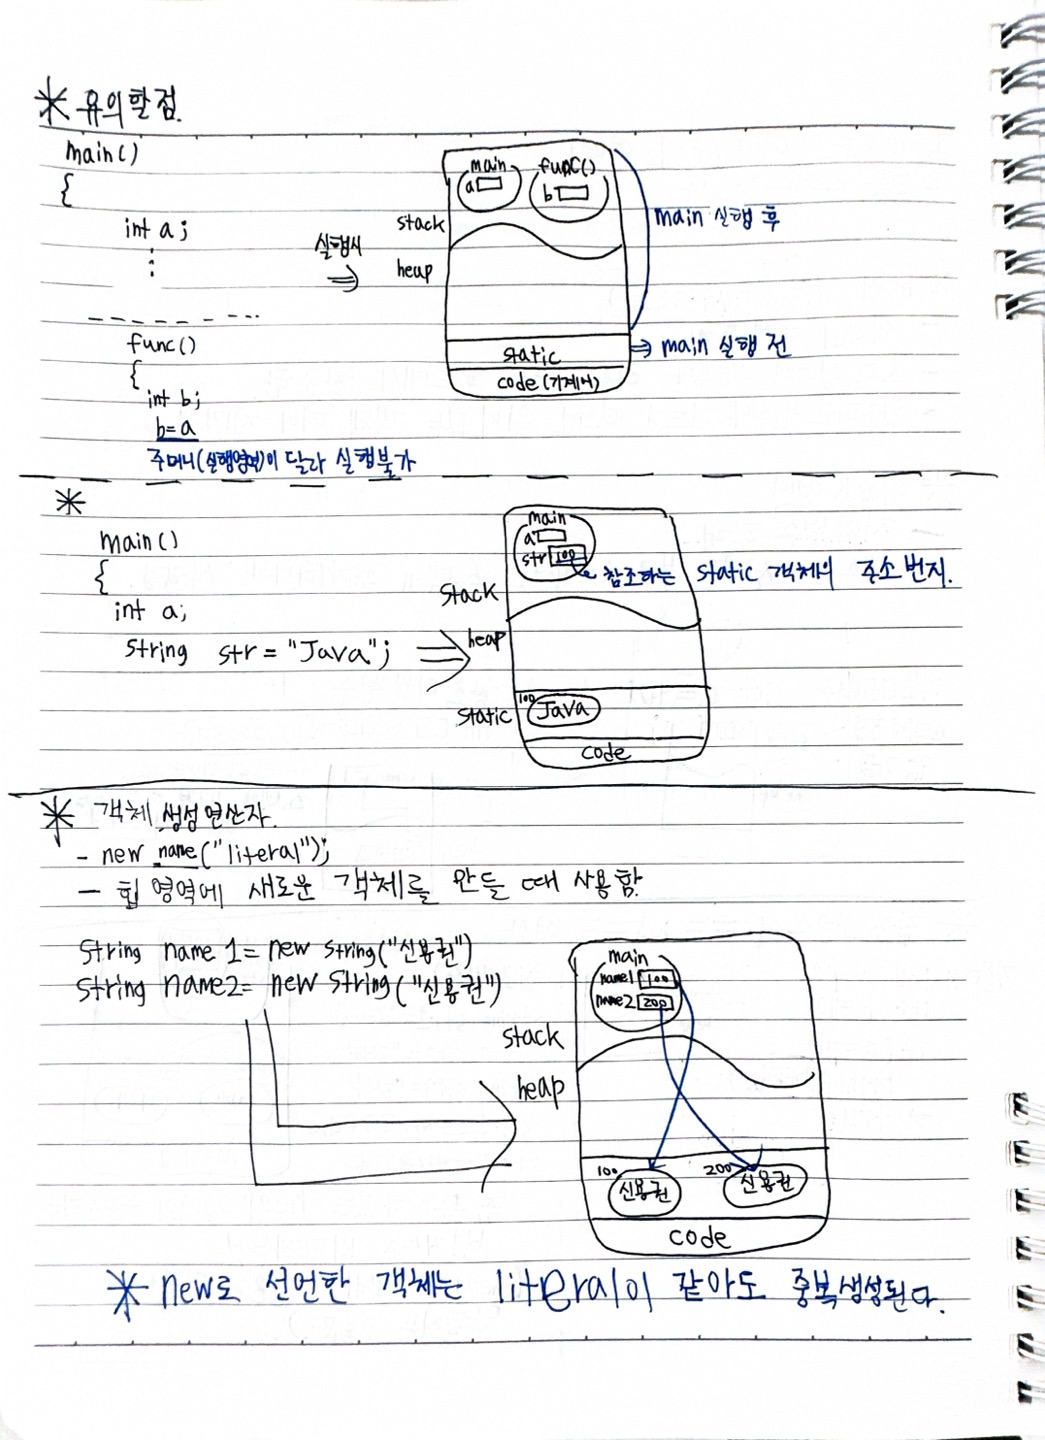 * 유의할점.
main()
{
int a;
⋮
func()
{
int b;
b=a
주머니(실행영역)이 달라 실행불가
실행시
⇒
main
a
func()
b
stack
heap
static
code(기계어)
main 실행 후
⇒ main 실행 전
*
main()
{
int a;
string str = "Java";
⇒
main
a
str 100
참조하는 static 객체의 주소번지.
stack
heap
static
100
Java
code
* 객체 생성연산자.
- new name("literal");
- 힙 영역에 새로운 객체를 만들 때 사용함.
String name 1= new string("신용권")
String name2= new string("신용권")
main
name1 100
name2 200
stack
heap
100 신용권
200 신용권
code
* new로 선언한 객체는 literal이 같아도 중복생성된다.